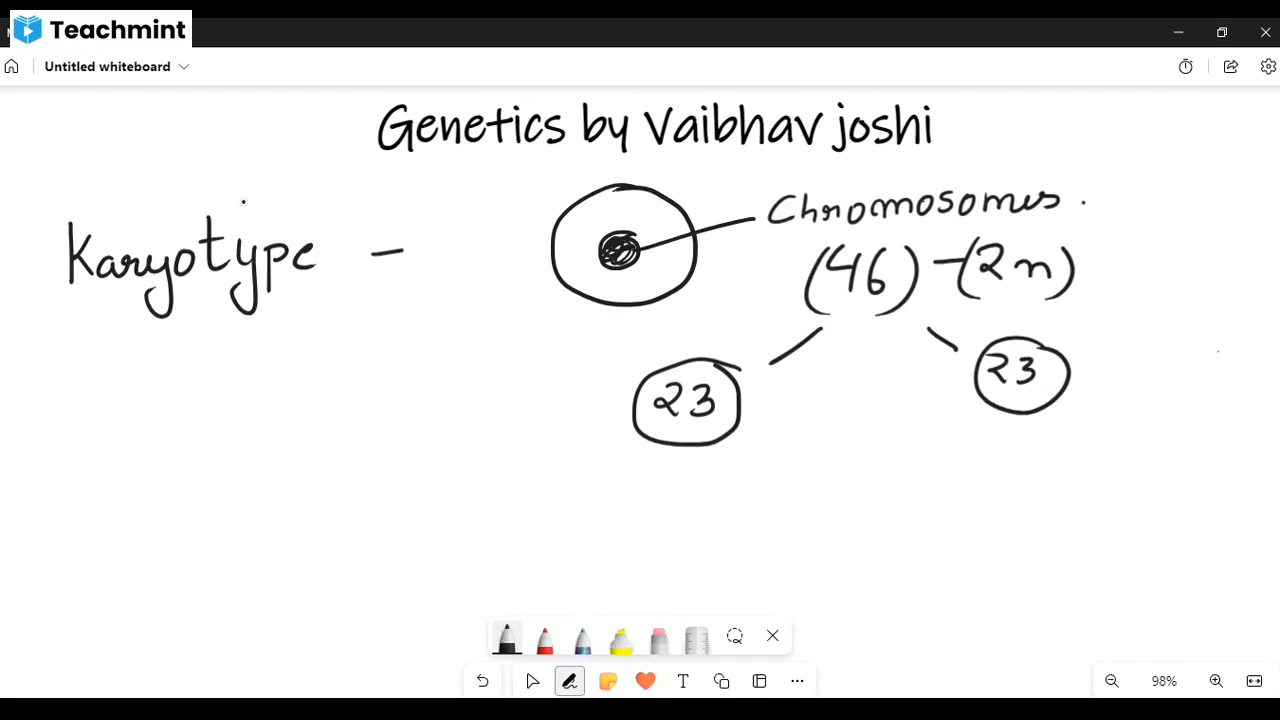 Teachmint
Untitled whiteboard
Genetics by Vaibhav joshi
Karyotype -
Chromosomes.
(46) - (2n)
23
23
98%